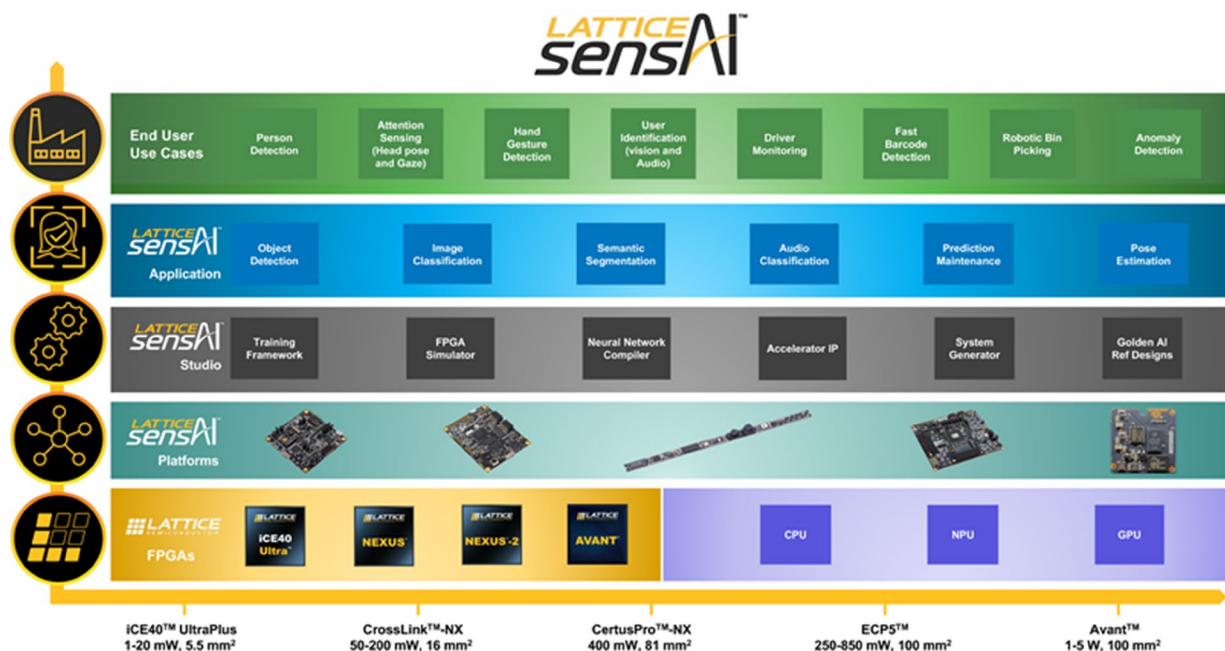 LATTICE
sensAI™
End User
Use Cases
Person
Detection
Attention
Sensing
(Head pose
and Gaze)
Hand
Gesture
Detection
User
Identification
(vision and
Audio)
Driver
Monitoring
Fast
Barcode
Detection
Robotic Bin
Picking
Anomaly
Detection
LATTICE
sensAI™
Application
Object
Detection
Image
Classification
Semantic
Segmentation
Audio
Classification
Prediction
Maintenance
Pose
Estimation
LATTICE
sensAI™
Studio
Training
Framework
FPGA
Simulator
Neural Network
Compiler
Accelerator IP
System
Generator
Golden AI
Ref Designs
LATTICE
sensAI™
Platforms
LATTICE
SEMICONDUCTOR
FPGAs
LATTICE
iCE40
Ultra™
LATTICE
NEXUS™
LATTICE
NEXUS™-2
LATTICE
AVANT™
CPU
NPU
GPU
iCE40™ UltraPlus
1-20 mW, 5.5 mm²
CrossLink™-NX
50-200 mW, 16 mm²
CertusPro™-NX
400 mW, 81 mm²
ECP5™
250-850 mW, 100 mm²
Avant™
1-5 W, 100 mm²